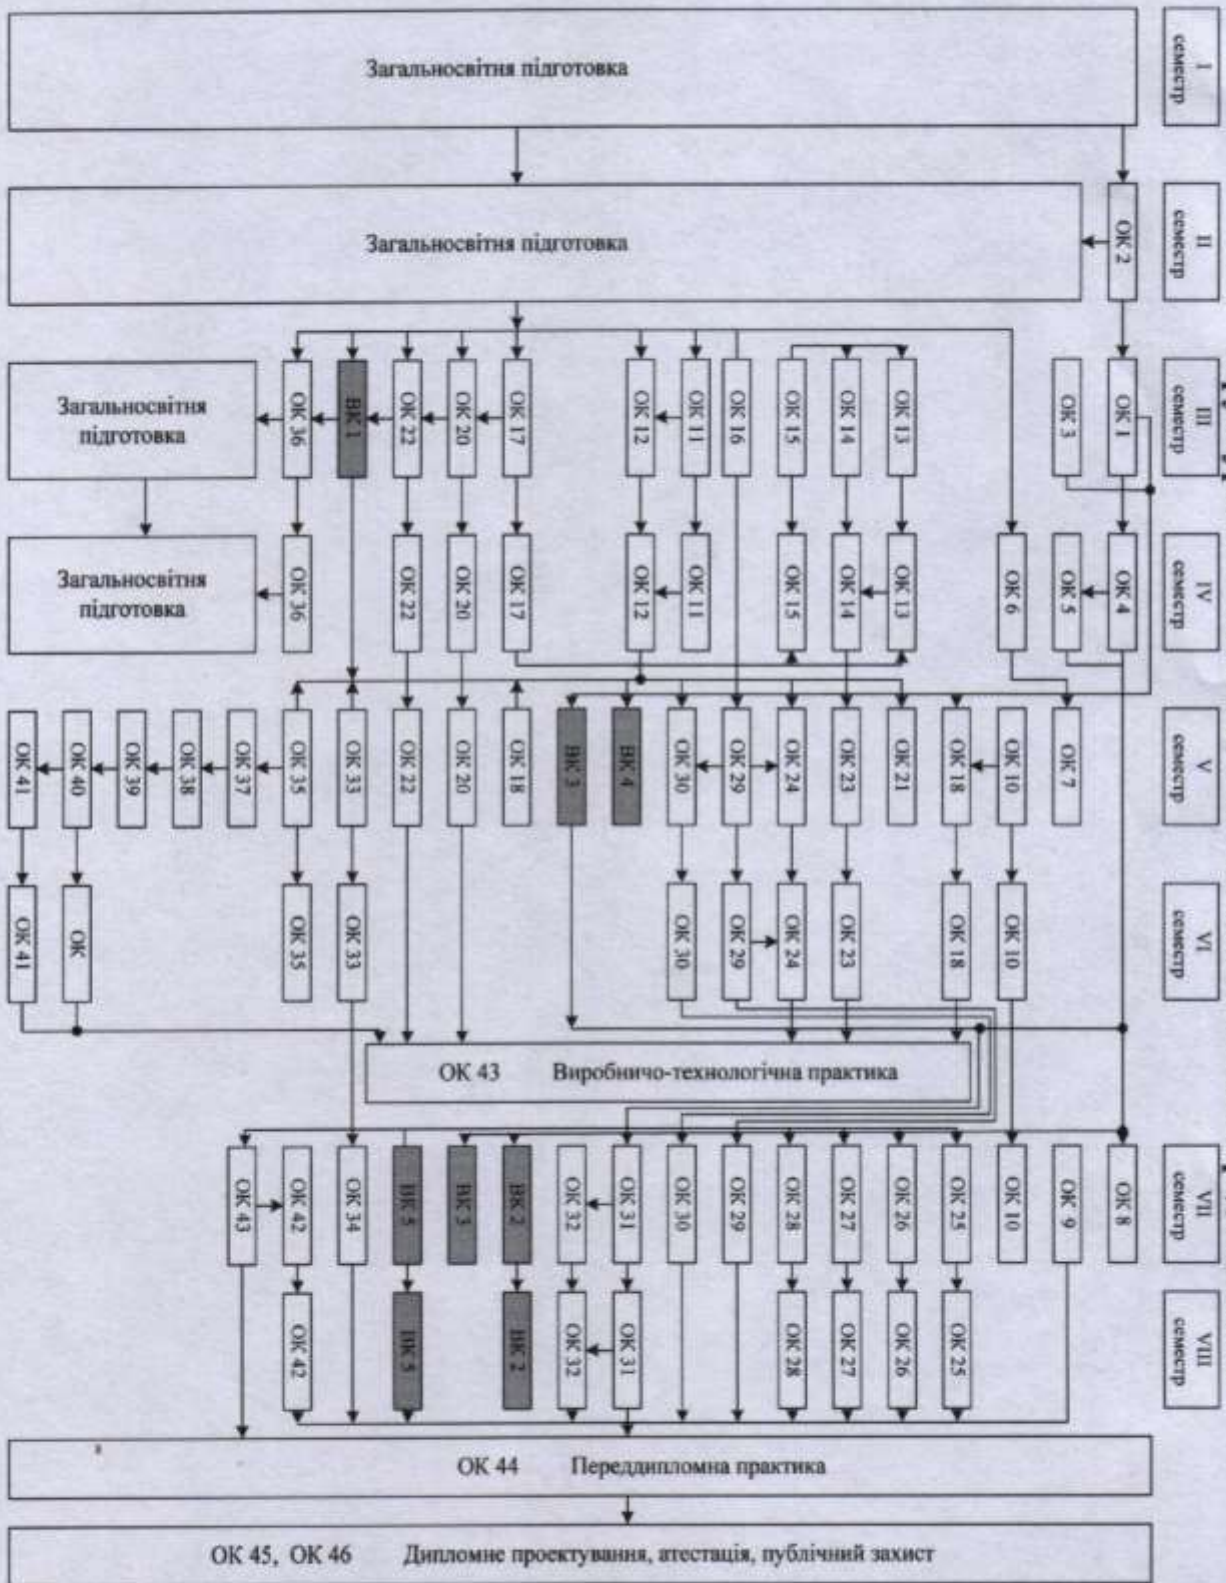 Загальносвітня підготовка
I
семестр
Загальносвітня підготовка
ОК 2
II
семестр
Загальносвітня
підготовка
ОК 36
ВК 1
ОК 22
ОК 20
ОК 17
ОК 12
ОК 11
ОК 16
ОК 15
ОК 14
ОК 13
ОК 3
ОК 1
III
семестр
Загальносвітня
підготовка
ОК 36
ОК 22
ОК 20
ОК 17
ОК 12
ОК 11
ОК 15
ОК 14
ОК 13
ОК 6
ОК 5
ОК 4
IV
семестр
ОК 41
ОК 40
ОК 39
ОК 38
ОК 37
ОК 35
ОК 33
ОК 22
ОК 20
ОК 18
ВК 3
ВК 4
ОК 30
ОК 29
ОК 24
ОК 23
ОК 21
ОК 18
ОК 10
ОК 7
V
семестр
ОК 41
ОК
ОК 35
ОК 33
ОК 30
ОК 29
ОК 24
ОК 23
ОК 18
ОК 10
VI
семестр
ОК 43 Виробничо-технологічна практика
ОК 43
ОК 42
ОК 34
ВК 5
ВК 3
ВК 2
ОК 32
ОК 31
ОК 30
ОК 29
ОК 28
ОК 27
ОК 26
ОК 25
ОК 10
ОК 9
ОК 8
VII
семестр
ОК 42
ВК 5
ВК 2
ОК 32
ОК 31
ОК 28
ОК 27
ОК 26
ОК 25
VIII
семестр
ОК 44 Переддипломна практика
ОК 45, ОК 46 Дипломне проектування, атестація, публічний захист